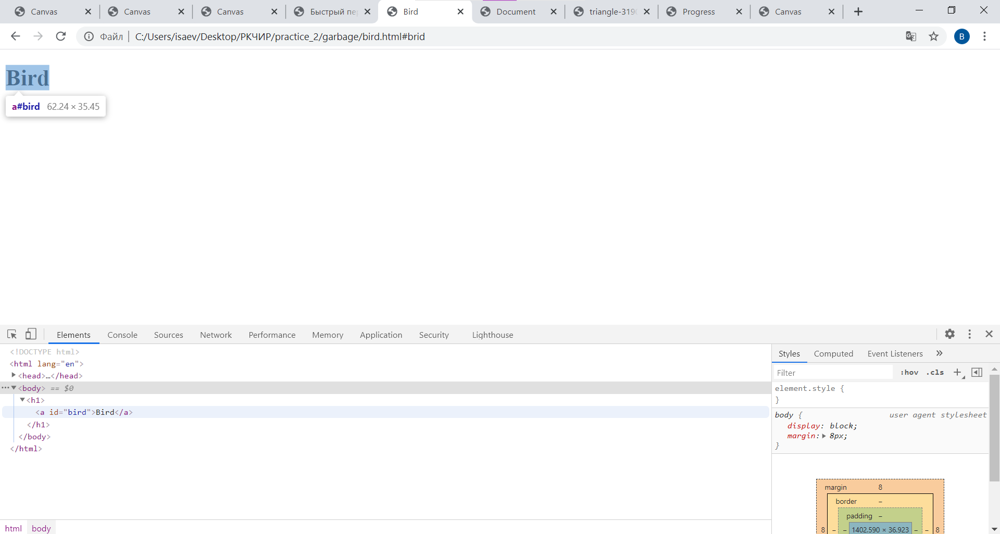 Canvas Canvas Canvas Быстрый пе Bird Document triangle-319 Progress Canvas
Файл C:/Users/isaev/Desktop/РКЧИР/practice_2/garbage/bird.html#brid B
Bird
a#bird 62.24 × 35.45
Elements Console Sources Network Performance Memory Application Security Lighthouse
<!DOCTYPE html>
<html lang="en">
<head>…</head>
<body> == $0
<h1>
<a id="bird">Bird</a>
</h1>
</body>
</html>
html body
Styles Computed Event Listeners »
Filter :hov .cls +
element.style {
}
body { user agent stylesheet
display: block;
margin: 8px;
}
margin 8
border –
padding –
8 – – 1402.590 × 36.923 – – 8